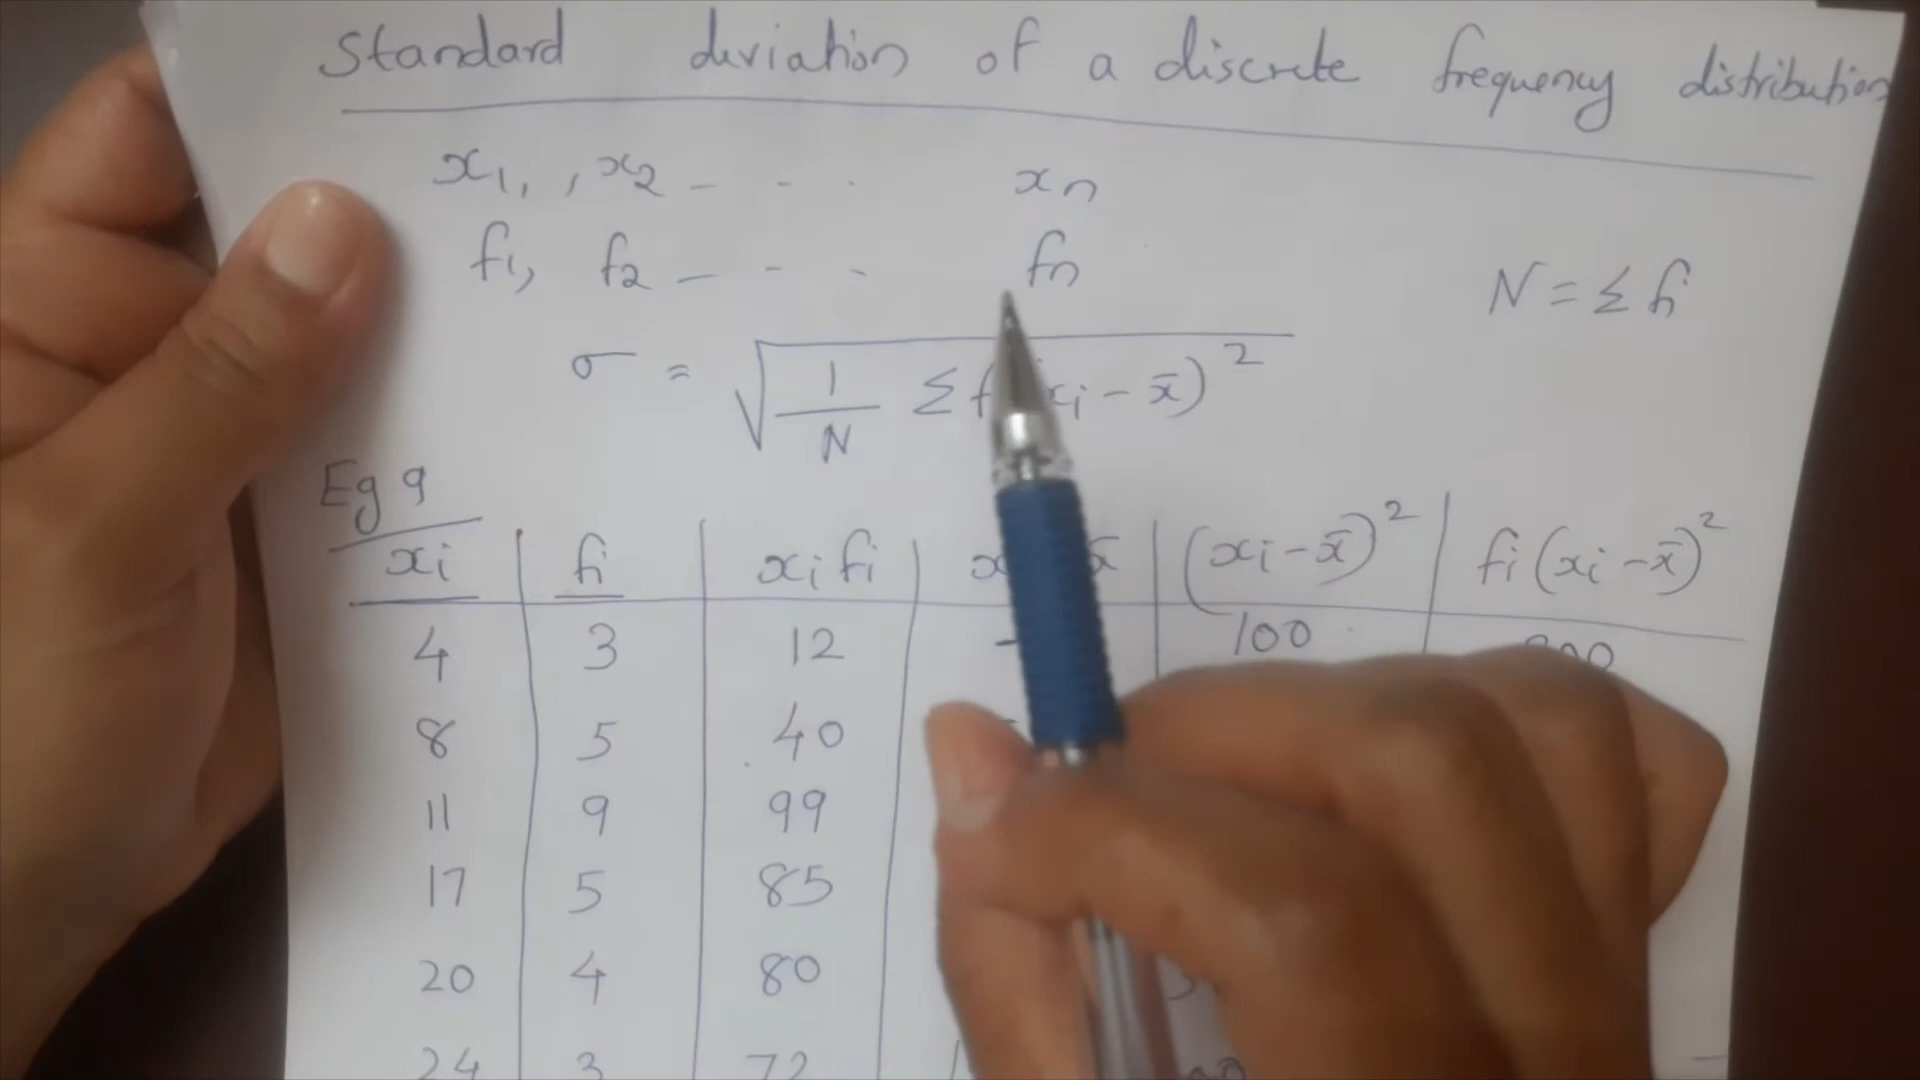 Standard deviation of a discrete frequency distribution
x1, , x2 - - . xn
f1, f2 - - - fn
N = Σ fi
σ = √ 1/N Σ f xi - x̄)²
Eg 9
xi fi xi fi x x̄ (xi - x̄)² fi (xi - x̄)²
4 3 12 - 100
8 5 40 -
11 9 99
17 5 85
20 4 80
24 3 72